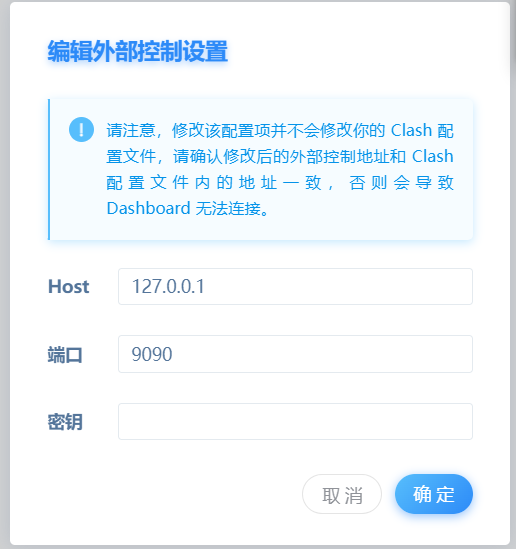 编辑外部控制设置
请注意，修改该配置项并不会修改你的 Clash 配
置文件，请确认修改后的外部控制地址和 Clash
配置文件内的地址一致，否则会导致
Dashboard 无法连接。
Host 127.0.0.1
端口 9090
密钥
取消 确定